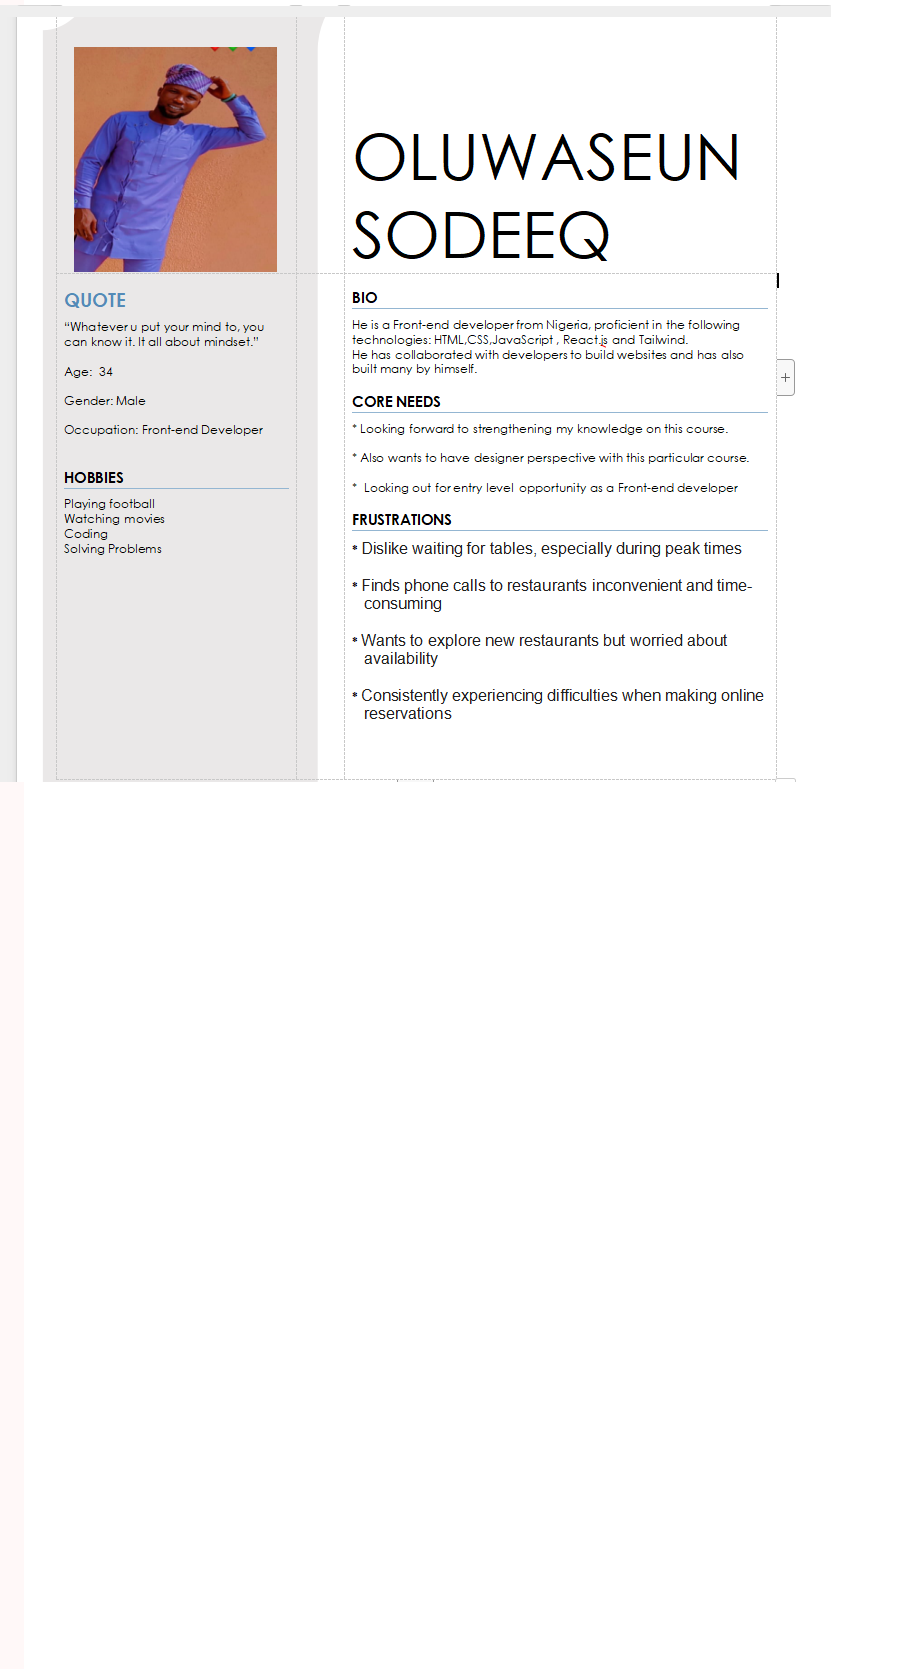 OLUWASEUN
SODEEQ
QUOTE
“Whatever u put your mind to, you
can know it. It all about mindset.”
Age:  34
Gender: Male
Occupation: Front-end Developer
HOBBIES
Playing football
Watching movies
Coding
Solving Problems
BIO
He is a Front-end developer from Nigeria, proficient in the following
technologies: HTML,CSS,JavaScript , React.js and Tailwind.
He has collaborated with developers to build websites and has also
built many by himself.
CORE NEEDS
* Looking forward to strengthening my knowledge on this course.
* Also wants to have designer perspective with this particular course.
*  Looking out for entry level  opportunity as a Front-end developer
FRUSTRATIONS
* Dislike waiting for tables, especially during peak times
* Finds phone calls to restaurants inconvenient and time-
consuming
* Wants to explore new restaurants but worried about
availability
* Consistently experiencing difficulties when making online
reservations